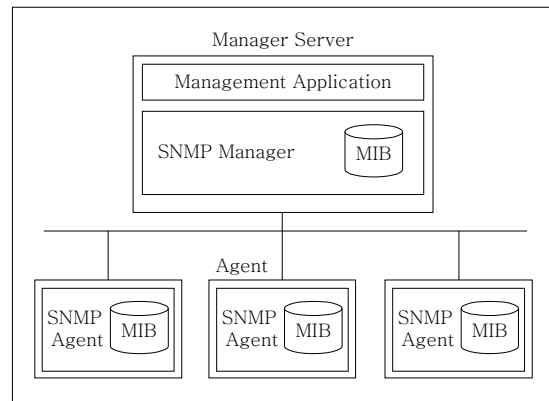 Manager Server
Management Application
SNMP Manager
MIB
Agent
SNMP
Agent
MIB
SNMP
Agent
MIB
SNMP
Agent
MIB